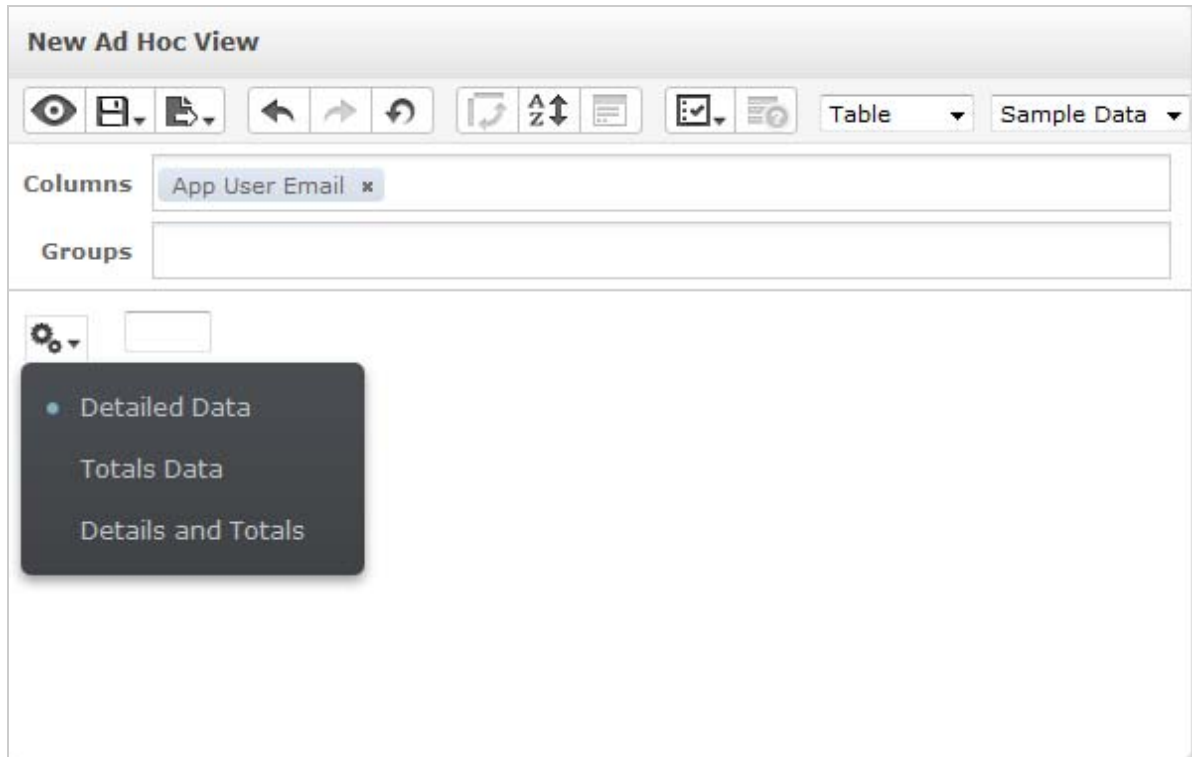 New Ad Hoc View
A Z Table Sample Data
Columns App User Email ×
Groups
Detailed Data
Totals Data
Details and Totals